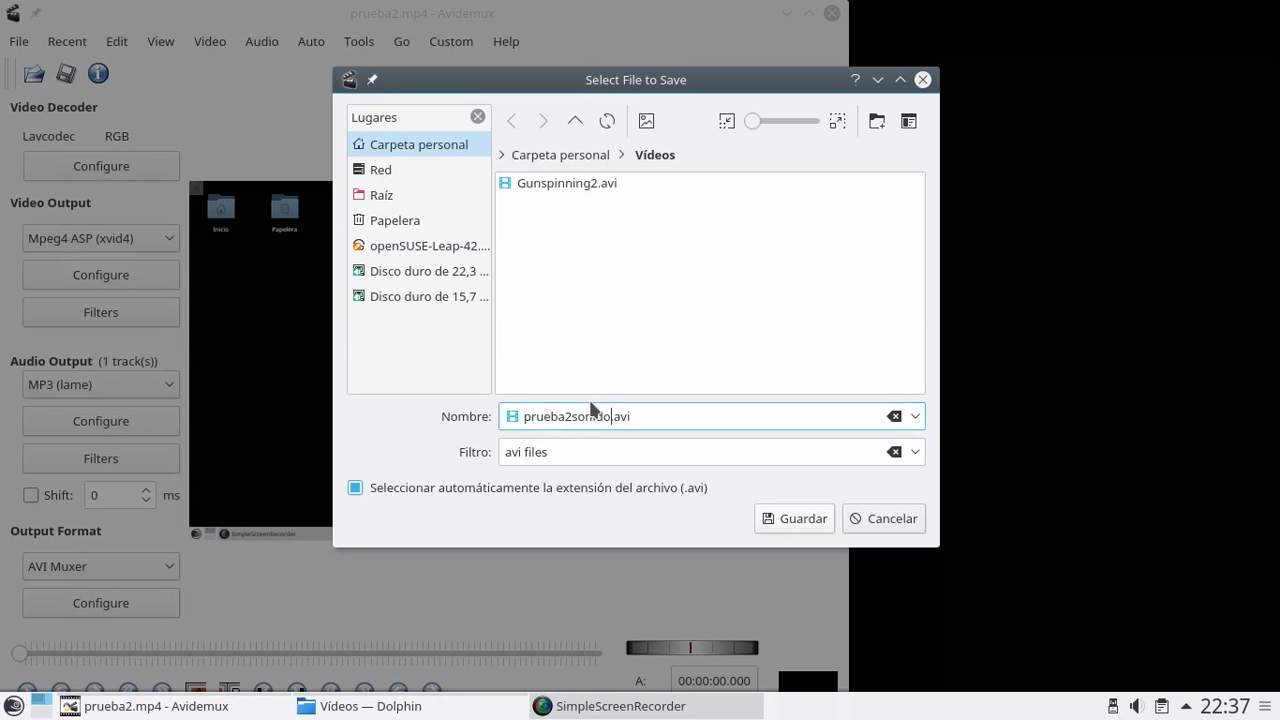 prueba2.mp4 - Avidemux
File Recent Edit View Video Audio Auto Tools Go Custom Help
Select File to Save
Video Decoder
Lavcodec RGB
Configure
Video Output
Mpeg4 ASP (xvid4)
Configure
Filters
Audio Output (1 track(s))
MP3 (lame)
Configure
Filters
Shift: 0 ms
Output Format
AVI Muxer
Configure
Inicio Papelera
SimpleScreenRecorder
Lugares
Carpeta personal
Red
Raíz
Papelera
openSUSE-Leap-42....
Disco duro de 22,3 ...
Disco duro de 15,7 ...
Carpeta personal > Vídeos
Gunspinning2.avi
Nombre: prueba2sonido.avi
Filtro: avi files
Seleccionar automáticamente la extensión del archivo (.avi)
Guardar Cancelar
A: 00:00:00.000
prueba2.mp4 - Avidemux Vídeos — Dolphin SimpleScreenRecorder 22:37